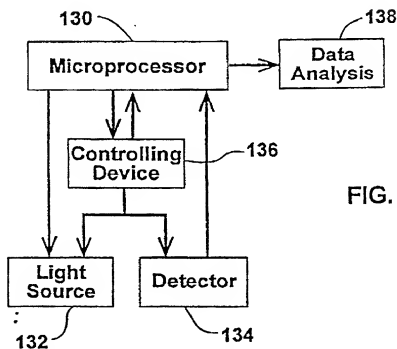 130
138
Microprocessor
Data
Analysis
Controlling
Device
136
FIG.
Light
Source
Detector
132
134